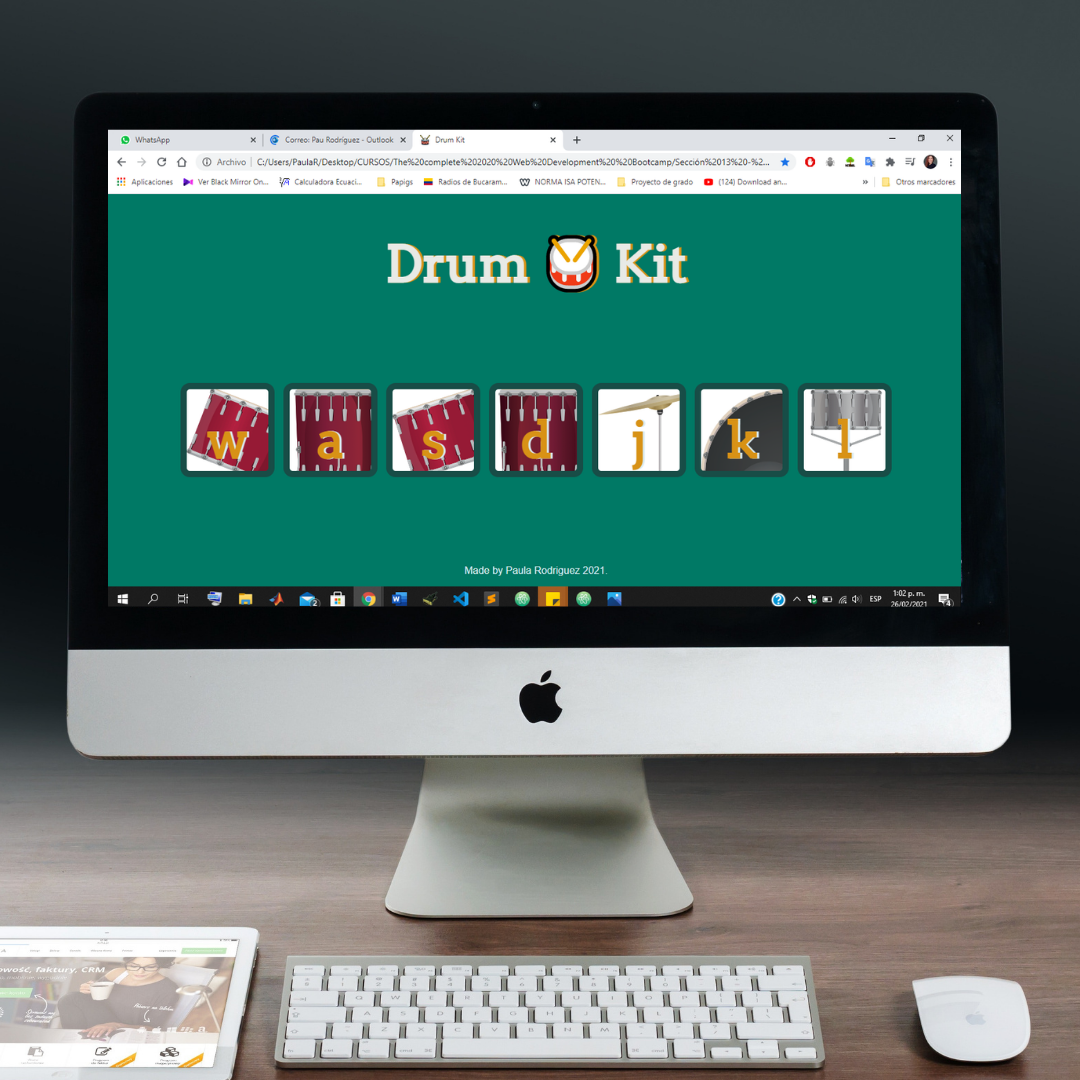 WhatsApp
Correo: Pau Rodríguez - Outlook
Drum Kit
Archivo C:/Users/PaulaR/Desktop/CURSOS/The%20complete%202020%20Web%20Development%20%20Bootcamp/Sección%2013%20-%2...
Aplicaciones Ver Black Mirror On... Calculadora Ecuaci... Papigs Radios de Bucaram... NORMA ISA POTEN... Proyecto de grado (124) Download an... » Otros marcadores
Drum Kit
w a s d j k l
Made by Paula Rodriguez 2021.
ESP
1:02 p. m.
26/02/2021
faktury, CRM